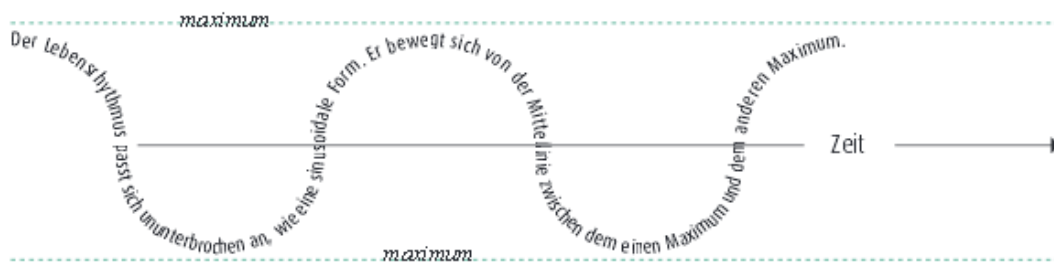 maximum
Der Lebensrhythmus passt sich ununterbrochen an, wie eine sinusoidale Form. Er bewegt sich von der Mittellinie zwischen dem einen Maximum und dem anderen Maximum.
Zeit
maximum